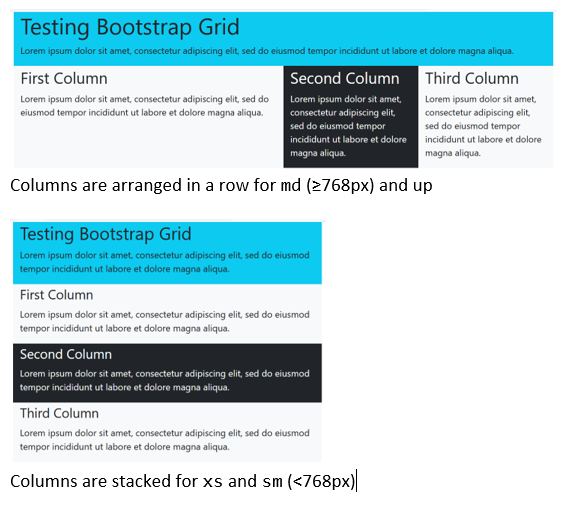 Testing Bootstrap Grid
Lorem ipsum dolor sit amet, consectetur adipiscing elit, sed do eiusmod tempor incididunt ut labore et dolore magna aliqua.
First Column
Lorem ipsum dolor sit amet, consectetur adipiscing elit, sed do
eiusmod tempor incididunt ut labore et dolore magna aliqua.
Second Column
Lorem ipsum dolor sit amet,
consectetur adipiscing elit,
sed do eiusmod tempor
incididunt ut labore et
dolore magna aliqua.
Third Column
Lorem ipsum dolor sit amet,
consectetur adipiscing elit,
sed do eiusmod tempor
incididunt ut labore et
dolore magna aliqua.
Columns are arranged in a row for md (≥768px) and up
Testing Bootstrap Grid
Lorem ipsum dolor sit amet, consectetur adipiscing elit, sed do eiusmod
tempor incididunt ut labore et dolore magna aliqua.
First Column
Lorem ipsum dolor sit amet, consectetur adipiscing elit, sed do eiusmod
tempor incididunt ut labore et dolore magna aliqua.
Second Column
Lorem ipsum dolor sit amet, consectetur adipiscing elit, sed do eiusmod
tempor incididunt ut labore et dolore magna aliqua.
Third Column
Lorem ipsum dolor sit amet, consectetur adipiscing elit, sed do eiusmod
tempor incididunt ut labore et dolore magna aliqua.
Columns are stacked for xs and sm (<768px)